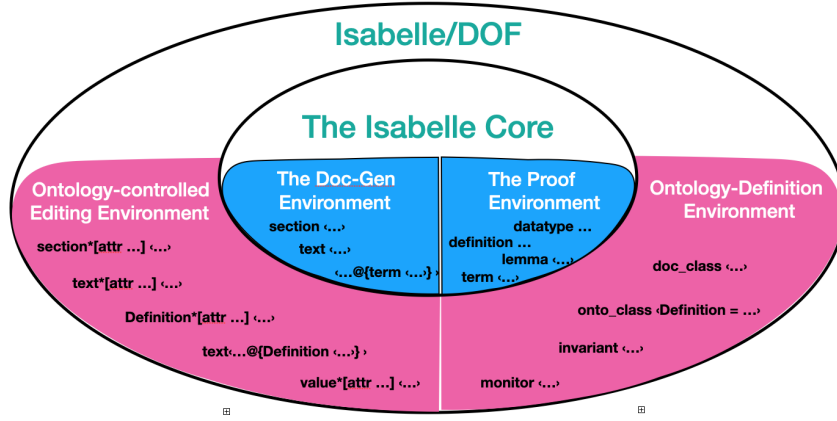 Isabelle/DOF
The Isabelle Core
Ontology-controlled
Editing Environment
section*[attr ...] ‹...›
text*[attr ...] ‹...›
Definition*[attr ...] ‹...›
text‹...@{Definition ‹...›} ›
value*[attr ...] ‹...›
The Doc-Gen
Environment
section ‹...›
text ‹...›
‹...@{term ‹...›} ›
The Proof
Environment
datatype ...
definition ...
lemma ‹...›
term ‹...›
Ontology-Definition
Environment
doc_class ‹...›
onto_class ‹Definition = ...›
invariant ‹...›
monitor ‹...›